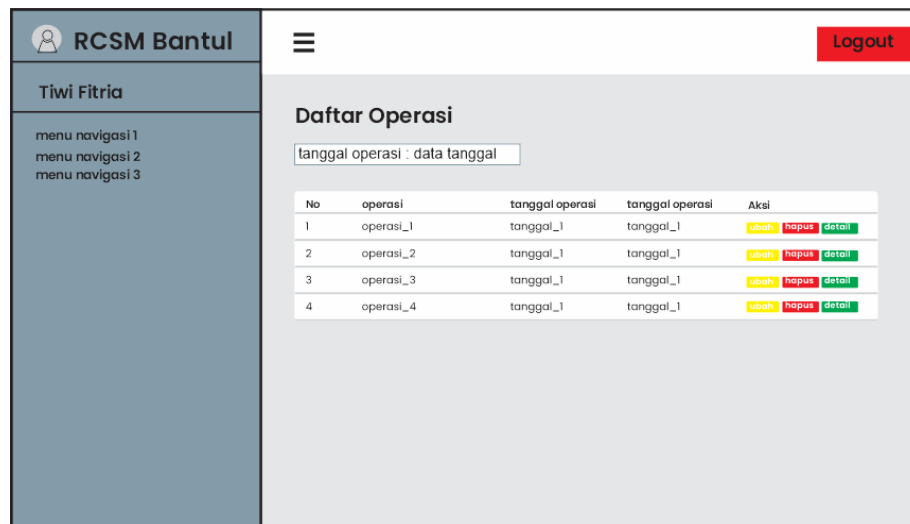 RCSM Bantul
Logout
Tiwi Fitria
menu navigasi 1
menu navigasi 2
menu navigasi 3
Daftar Operasi
tanggal operasi : data tanggal
No operasi tanggal operasi tanggal operasi Aksi
1 operasi_1 tanggal_1 tanggal_1 ubah hapus detail
2 operasi_2 tanggal_1 tanggal_1 ubah hapus detail
3 operasi_3 tanggal_1 tanggal_1 ubah hapus detail
4 operasi_4 tanggal_1 tanggal_1 ubah hapus detail